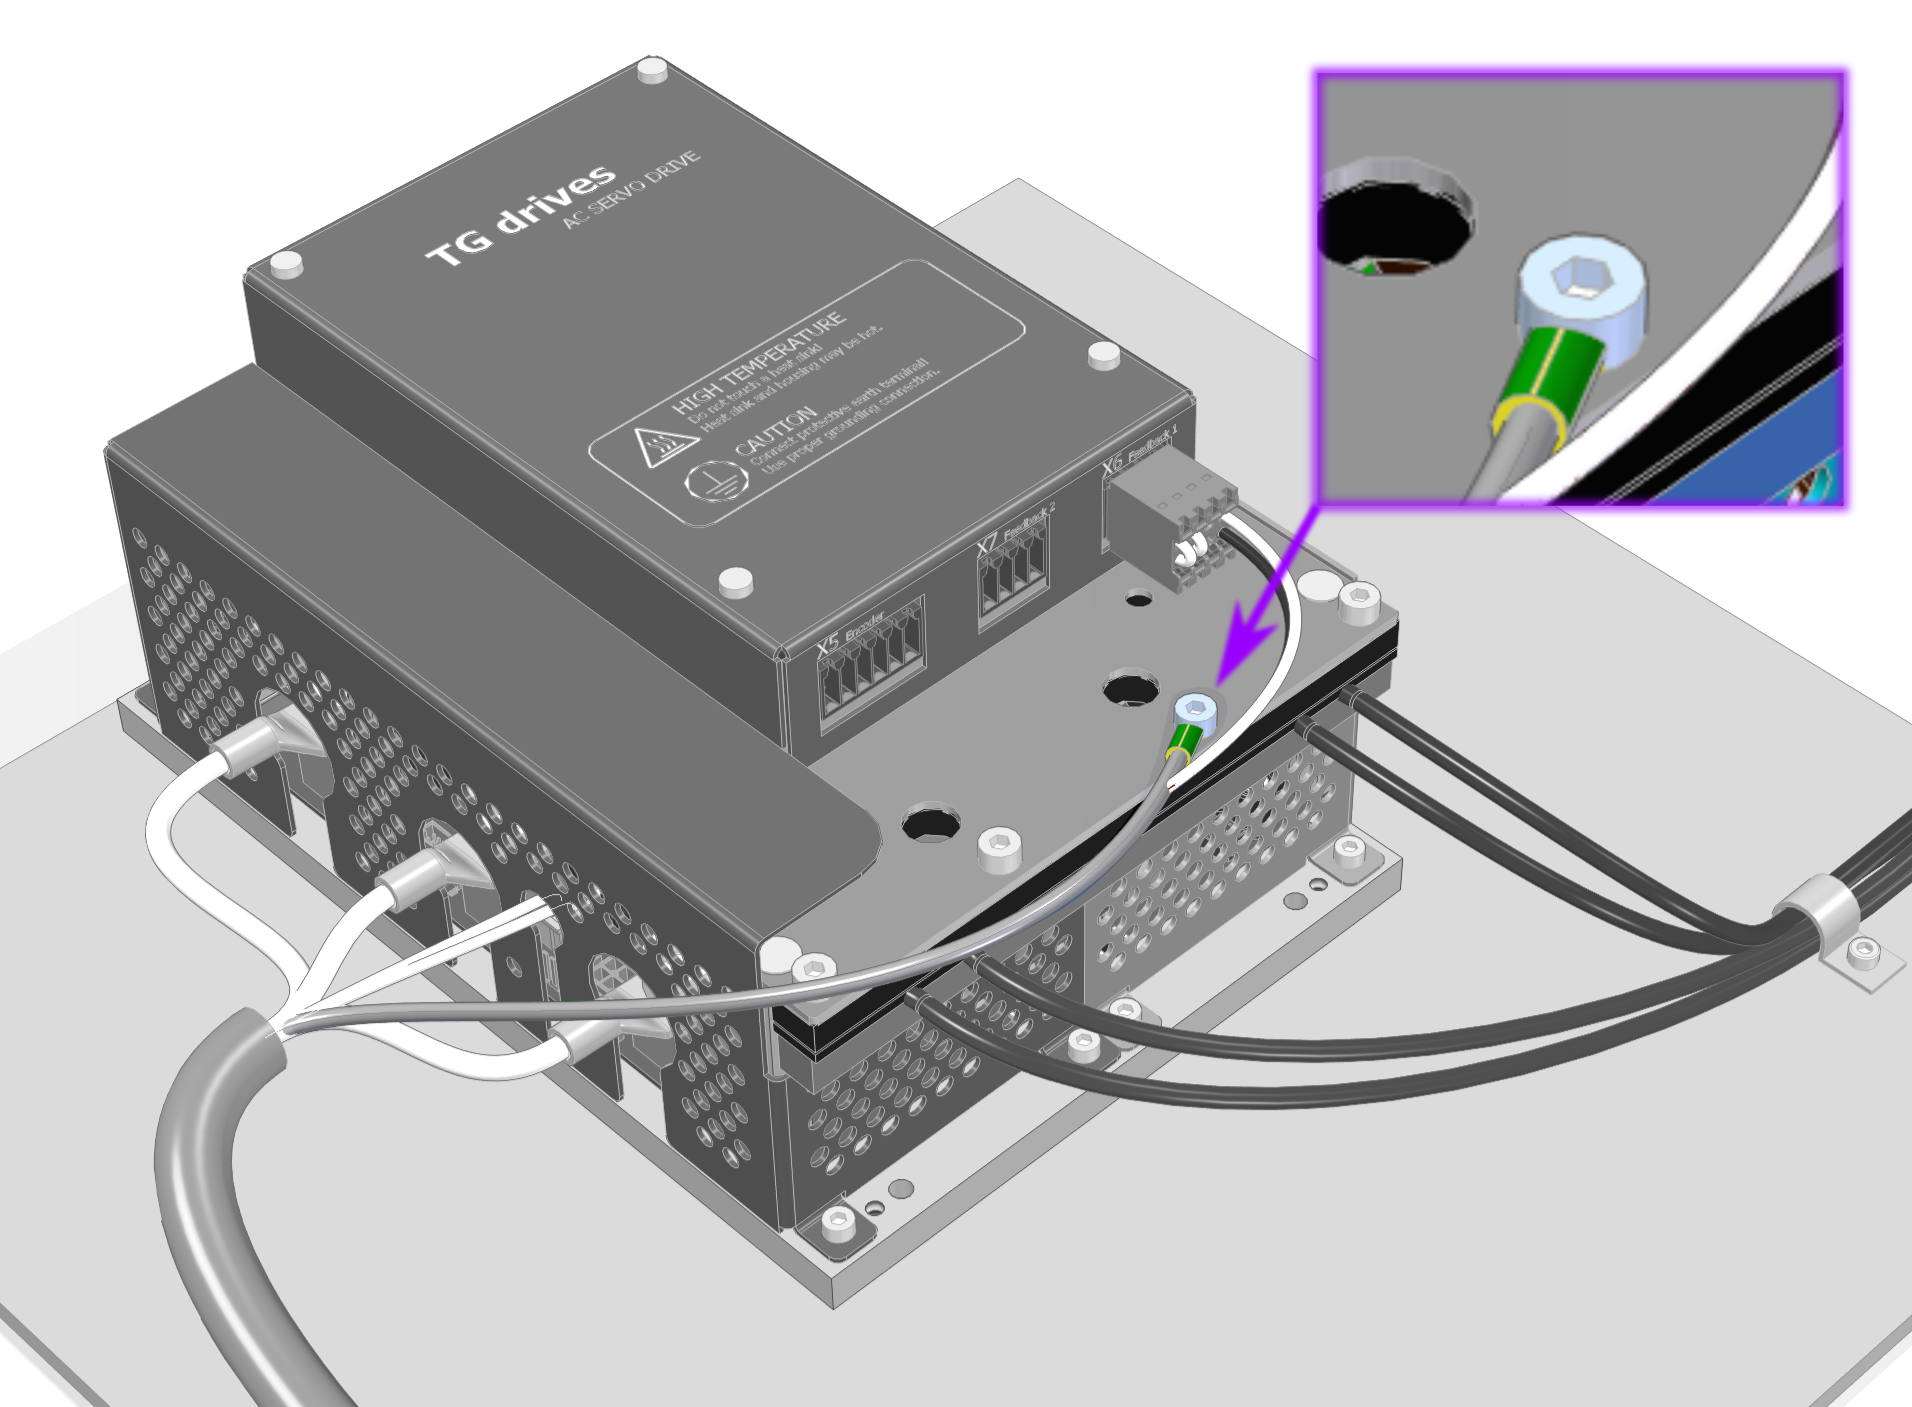 TG drives
AC SERVO DRIVE
HIGH TEMPERATURE
Do not touch a heat sink!
Heat sink and housing may be hot.
CAUTION
Connect protective earth terminal!
Use proper grounding connection.
X6 Feedback 1
X7 Feedback 2
X5 Encoder